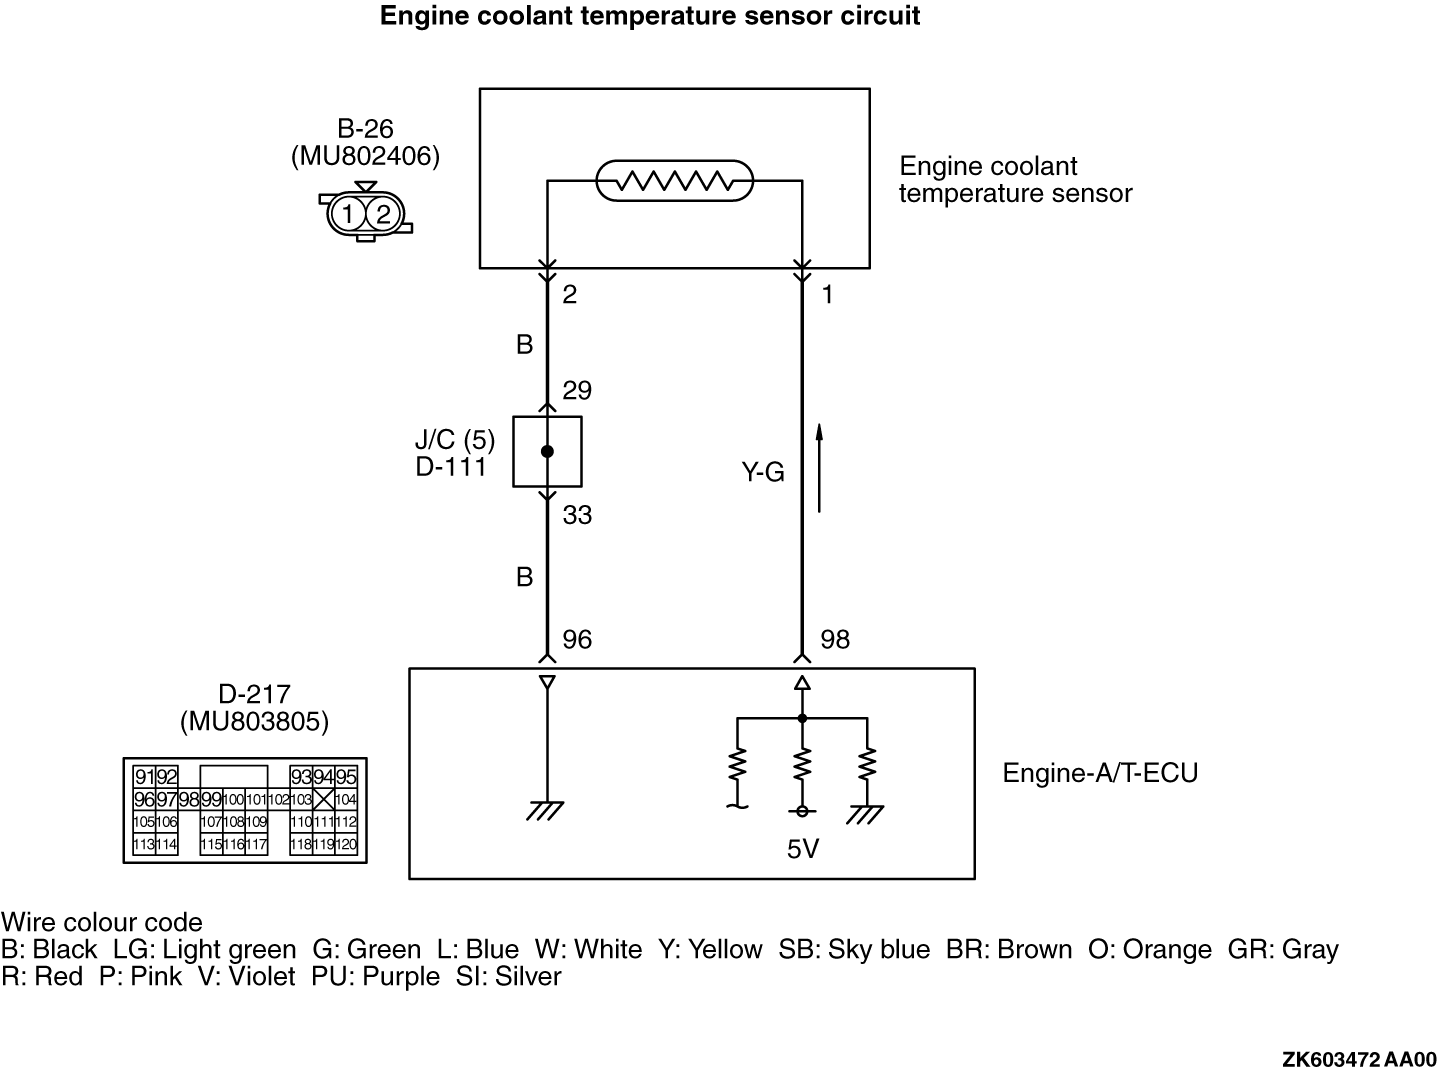 Engine coolant temperature sensor circuit
B-26
(MU802406)
1 2
Engine coolant
temperature sensor
2
1
B
29
J/C (5)
D-111
Y-G
33
B
96
98
D-217
(MU803805)
91 92 93 94 95
96 97 98 99 100 101 102 103 104
105 106 107 108 109 110 111 112
113 114 115 116 117 118 119 120
Engine-A/T-ECU
5V
Wire colour code
B: Black LG: Light green G: Green L: Blue W: White Y: Yellow SB: Sky blue BR: Brown O: Orange GR: Gray
R: Red P: Pink V: Violet PU: Purple SI: Silver
ZK603472AA00